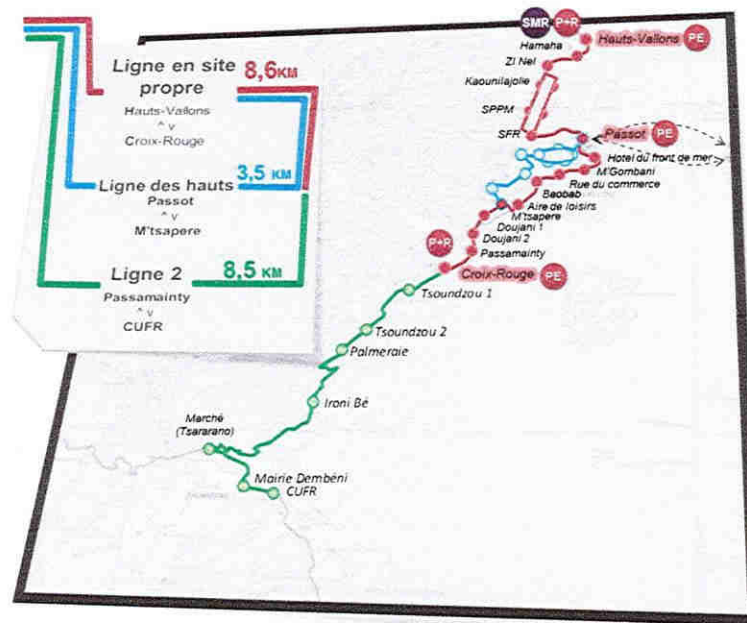 Ligne en site
propre
8,6KM
Hauts-Vallons
^ v
Croix-Rouge
Ligne des hauts
3,5 KM
Passot
^ v
M'tsapere
Ligne 2
8,5 KM
Passamainty
^ v
CUFR
SMR
P+R
Hauts-Vallons
PE
Hamaha
ZI Nel
Kaounilajolie
SPPM
SFR
Passot
PE
Hotel du front de mer
M'Gombani
Rue du commerce
Baobab
Aire de loisirs
M'tsapere
Doujani 1
Doujani 2
Passamainty
P+R
Croix-Rouge
PE
Tsoundzou 1
Tsoundzou 2
Palmeraie
Ironi Bé
Marché
(Tsararano)
Mairie Dembéni
CUFR